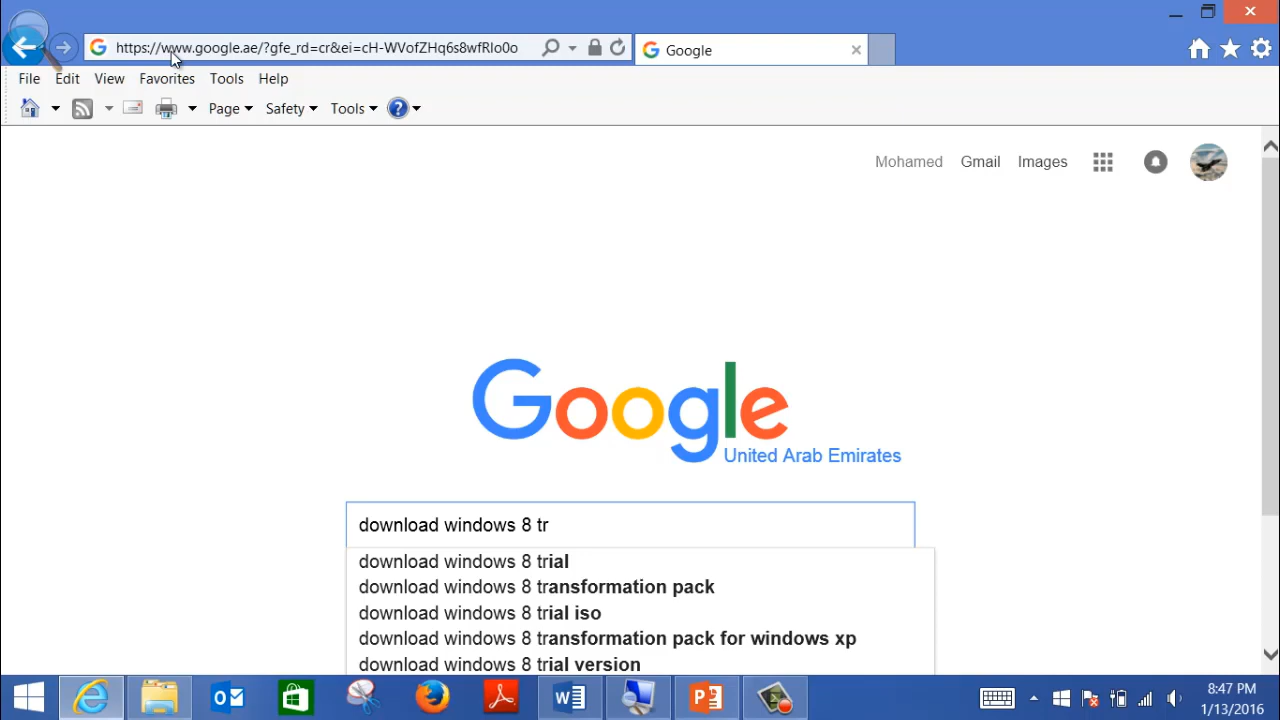 https://www.google.ae/?gfe_rd=cr&ei=cH-WVofZHq6s8wfRIo0o
Google
File Edit View Favorites Tools Help
Page Safety Tools
Mohamed Gmail Images
Google
United Arab Emirates
download windows 8 tr
download windows 8 trial
download windows 8 transformation pack
download windows 8 trial iso
download windows 8 transformation pack for windows xp
download windows 8 trial version
8:47 PM
1/13/2016